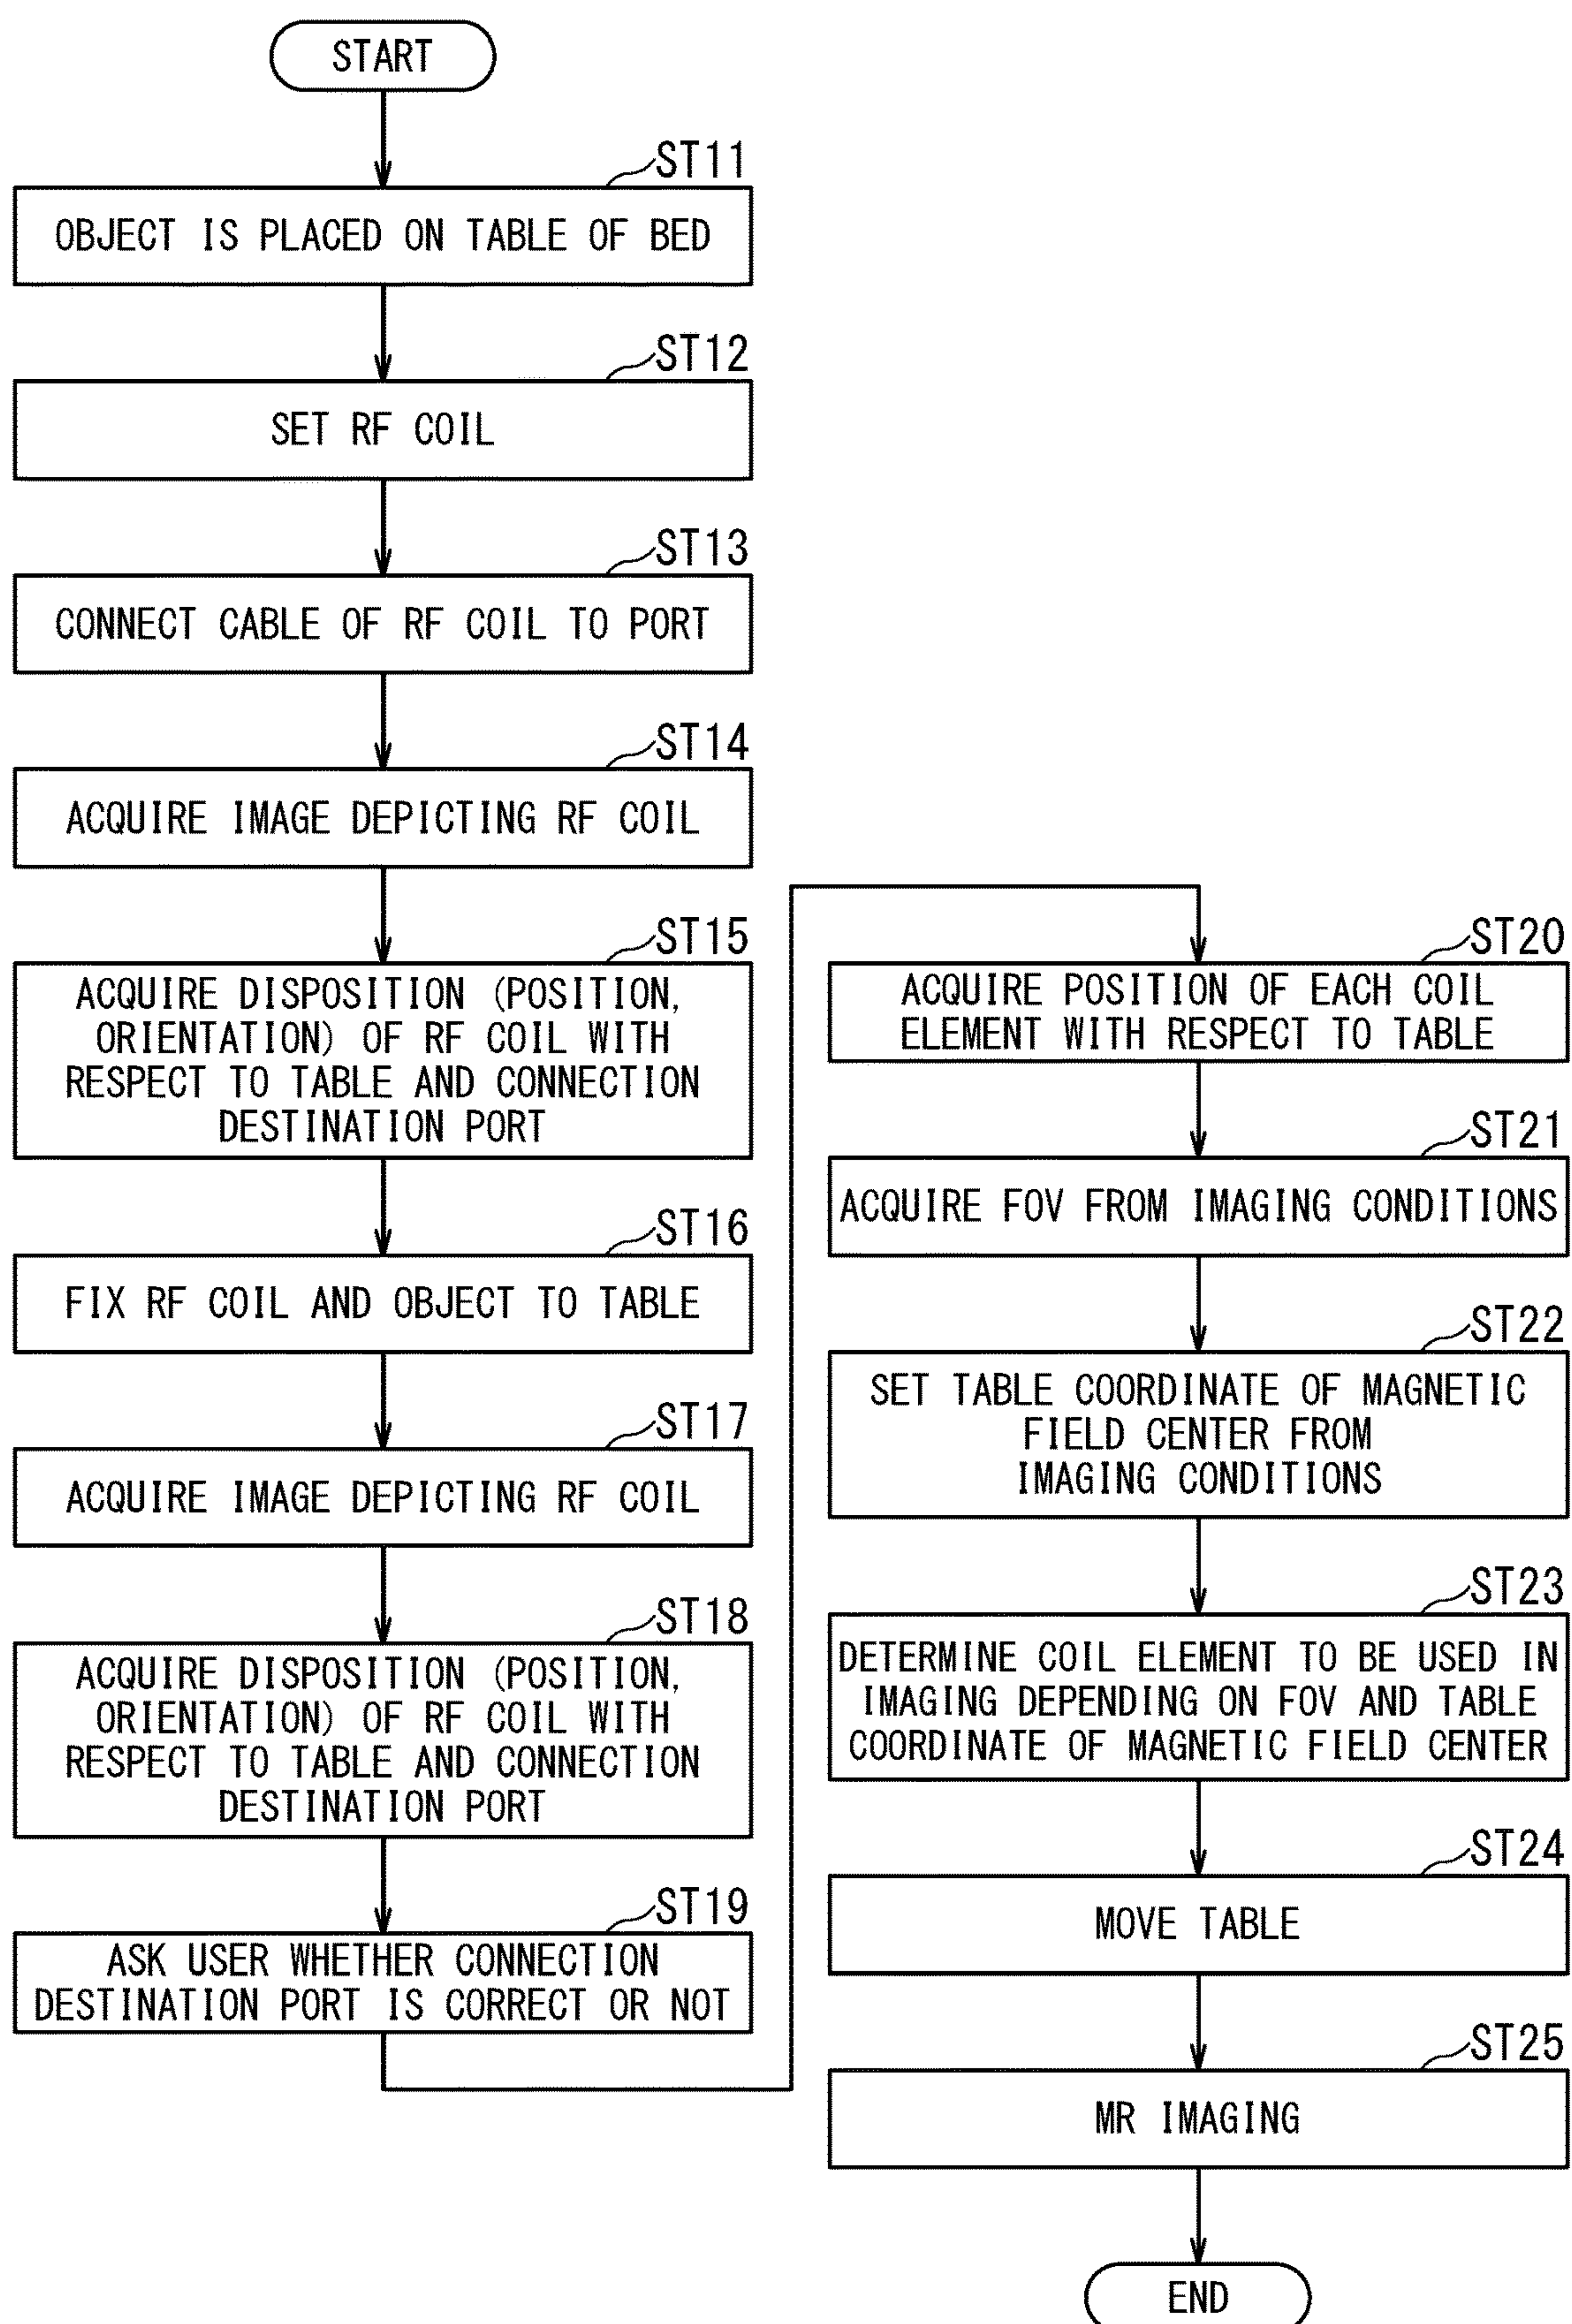 START
ST11
OBJECT IS PLACED ON TABLE OF BED
ST12
SET RF COIL
ST13
CONNECT CABLE OF RF COIL TO PORT
ST14
ACQUIRE IMAGE DEPICTING RF COIL
ST15
ACQUIRE DISPOSITION (POSITION,
ORIENTATION) OF RF COIL WITH
RESPECT TO TABLE AND CONNECTION
DESTINATION PORT
ST16
FIX RF COIL AND OBJECT TO TABLE
ST17
ACQUIRE IMAGE DEPICTING RF COIL
ST18
ACQUIRE DISPOSITION (POSITION,
ORIENTATION) OF RF COIL WITH
RESPECT TO TABLE AND CONNECTION
DESTINATION PORT
ST19
ASK USER WHETHER CONNECTION
DESTINATION PORT IS CORRECT OR NOT
ST20
ACQUIRE POSITION OF EACH COIL
ELEMENT WITH RESPECT TO TABLE
ST21
ACQUIRE FOV FROM IMAGING CONDITIONS
ST22
SET TABLE COORDINATE OF MAGNETIC
FIELD CENTER FROM
IMAGING CONDITIONS
ST23
DETERMINE COIL ELEMENT TO BE USED IN
IMAGING DEPENDING ON FOV AND TABLE
COORDINATE OF MAGNETIC FIELD CENTER
ST24
MOVE TABLE
ST25
MR IMAGING
END